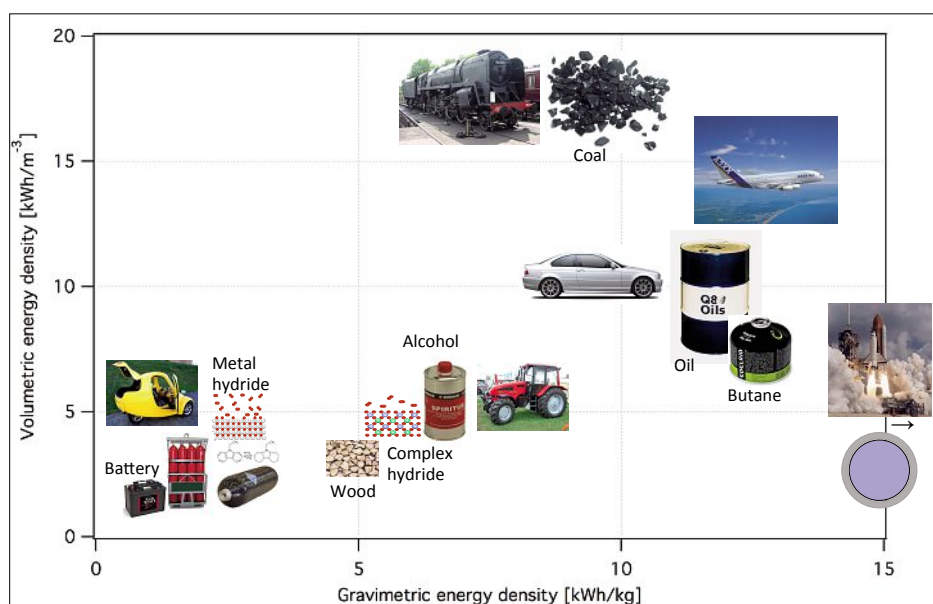 20
15
10
5
0
Volumetric energy density [kWh/m⁻³]
Coal
Q8
Oils
Oil
Butane
Alcohol
SPIRITUS
Metal
hydride
Battery
Wood
Complex
hydride
→
0
5
10
15
Gravimetric energy density [kWh/kg]